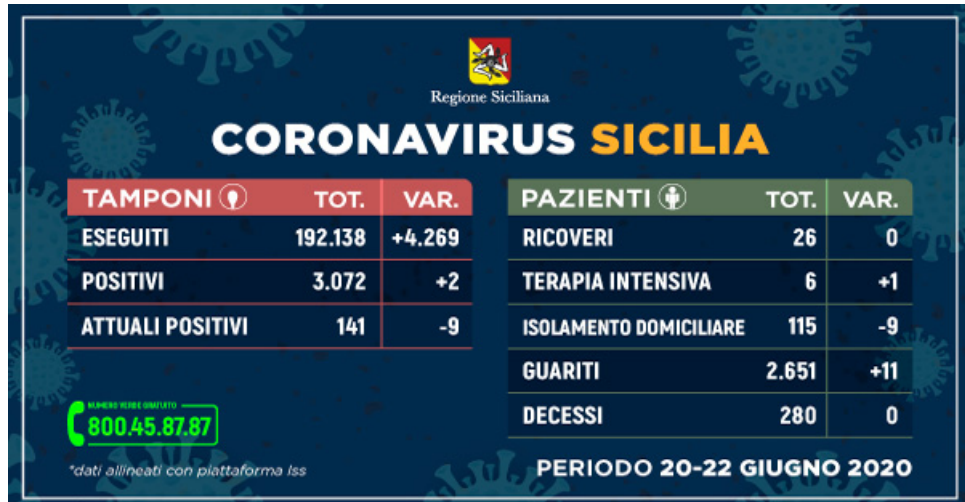 Regione Siciliana
CORONAVIRUS SICILIA
TAMPONI TOT. VAR.
ESEGUITI 192.138 +4.269
POSITIVI 3.072 +2
ATTUALI POSITIVI 141 -9
PAZIENTI TOT. VAR.
RICOVERI 26 0
TERAPIA INTENSIVA 6 +1
ISOLAMENTO DOMICILIARE 115 -9
GUARITI 2.651 +11
DECESSI 280 0
NUMERO VERDE GRATUITO
800.45.87.87
*dati allineati con piattaforma Iss
PERIODO 20-22 GIUGNO 2020